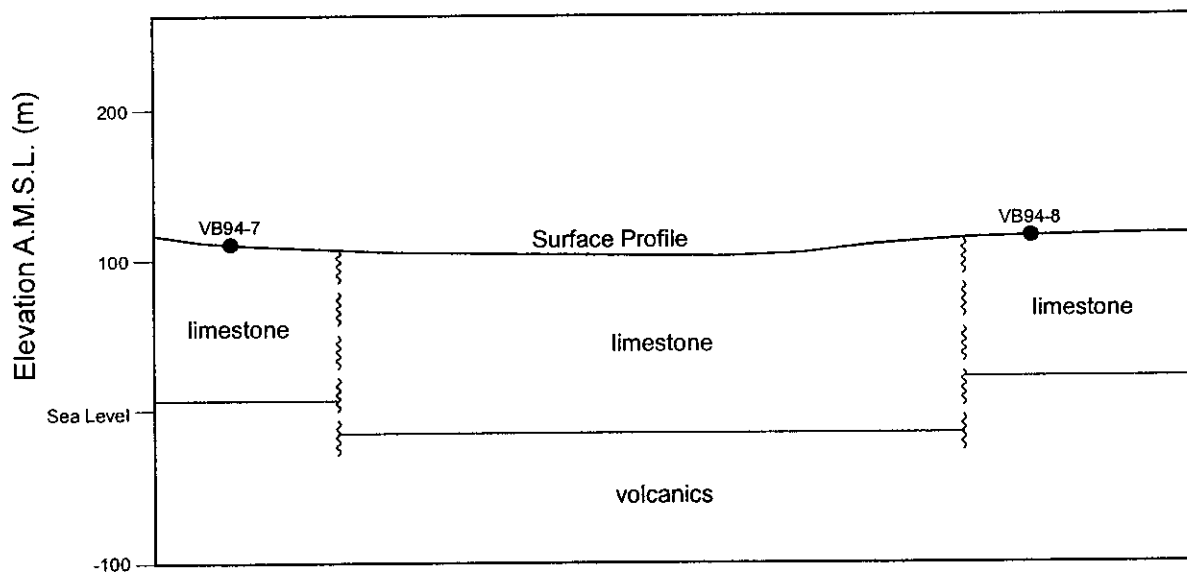 Elevation A.M.S.L. (m)
200
VB94-7
VB94-8
Surface Profile
100
limestone
limestone
limestone
Sea Level
volcanics
-100